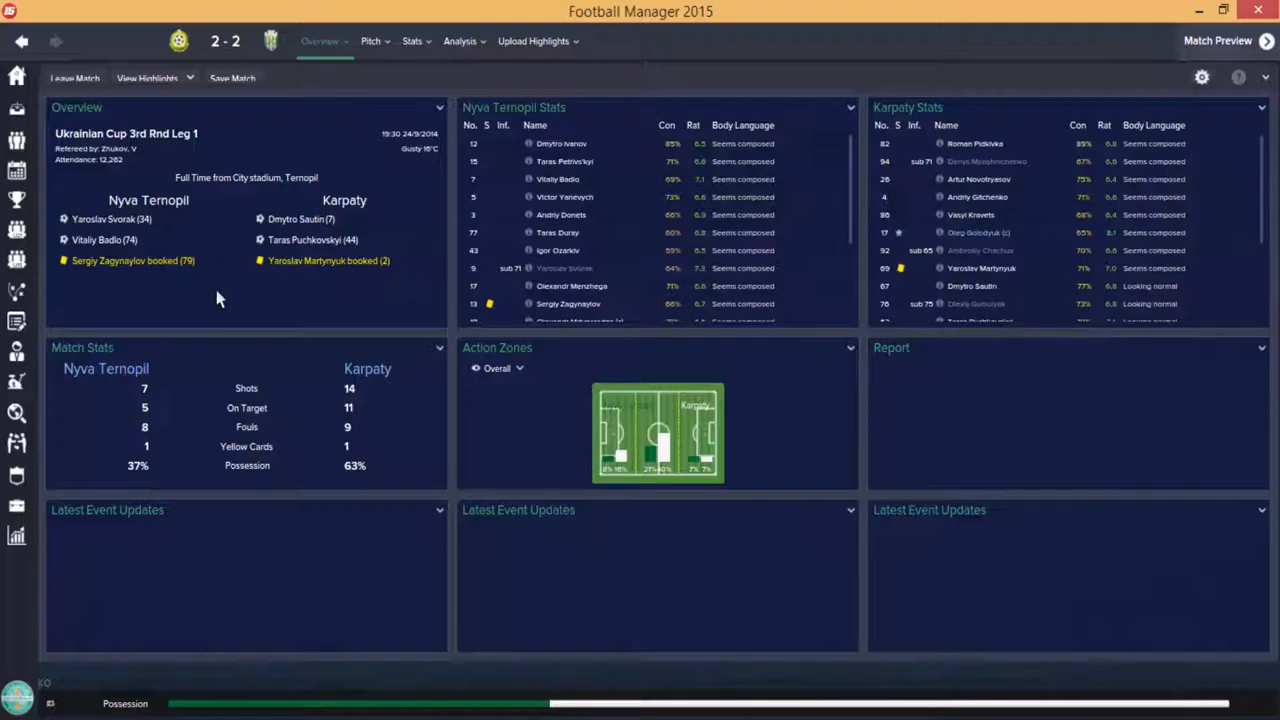 15 Football Manager 2015
2 - 2 Overview Pitch Stats Analysis Upload Highlights Match Preview
Leave Match View Highlights Save Match
Overview
Ukrainian Cup 3rd Rnd Leg 1 19:30 24/9/2014
Refereed by: Zhukov, V Gusty 16°C
Attendance: 12,262
Full Time from City stadium, Ternopil
Nyva Ternopil Karpaty
Yaroslav Svorak (34) Dmytro Sautin (7)
Vitaliy Badlo (74) Taras Puchkovskyi (44)
Sergiy Zagynaylov booked (79) Yaroslav Martynyuk booked (2)
Nyva Ternopil Stats
No. S Inf. Name Con Rat Body Language
12 Dmytro Ivanov 85% 6.5 Seems composed
15 Taras Petrivs'kyi 71% 6.6 Seems composed
7 Vitaliy Badlo 69% 7.1 Seems composed
5 Victor Yanevych 73% 6.6 Seems composed
3 Andriy Donets 66% 6.9 Seems composed
77 Taras Duray 60% 6.8 Seems composed
43 Igor Ozarkiv 59% 6.5 Seems composed
9 sub 71 Yaroslav Svorak 64% 7.3 Seems composed
17 Olexandr Menzhega 71% 6.6 Seems composed
13 Sergiy Zagynaylov 66% 6.7 Seems composed
Karpaty Stats
No. S Inf. Name Con Rat Body Language
82 Roman Pidkivka 89% 6.8 Seems composed
94 sub 71 Denys Miroshnichenko 67% 6.6 Seems composed
26 Artur Novotryasov 75% 6.4 Seems composed
4 Andriy Gitchenko 71% 6.6 Seems composed
86 Vasyl Kravets 68% 6.4 Seems composed
17 Oleg Golodyuk (c) 65% 8.1 Seems composed
92 sub 65 Ambrosiy Chachua 70% 6.6 Seems composed
69 Yaroslav Martynyuk 71% 7.0 Seems composed
67 Dmytro Sautin 77% 6.8 Looking normal
76 sub 75 Olexiy Gutsulyak 73% 6.8 Looking normal
Match Stats
Nyva Ternopil Karpaty
7 Shots 14
5 On Target 11
8 Fouls 9
1 Yellow Cards 1
37% Possession 63%
Action Zones
Overall
Karpaty
8% 16% 21% 40% 7% 7%
Report
Latest Event Updates
Latest Event Updates
Latest Event Updates
KO
Possession